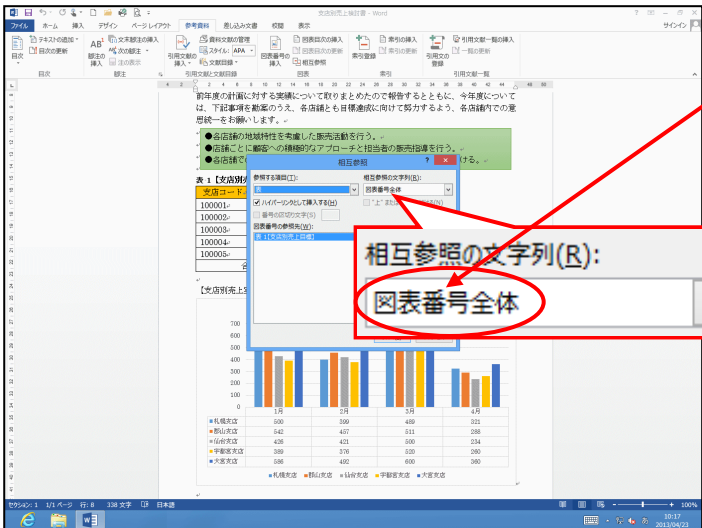 支店別売上検討書 - Word
サインイン
ファイル ホーム 挿入 デザイン ページ レイアウト 参考資料 差し込み文書 校閲 表示
目次
テキストの追加
目次の更新
目次
AB¹
脚注の挿入
文末脚注の挿入
次の脚注
注の表示
脚注
引用文献の挿入
資料文献の管理
スタイル: APA
文献目録
引用文献と文献目録
図表番号の挿入
図表目次の挿入
図表目次の更新
相互参照
図表
索引登録
索引の挿入
索引の更新
索引
引用文の登録
引用文献一覧の挿入
一覧の更新
引用文献一覧
前年度の計画に対する実績について取りまとめたので報告するとともに、今年度について
は、下記事項を勘案のうえ、各店舗とも目標達成に向けて努力するよう、各店舗内での意
思統一をお願いします。
●各店舗の地域特性を考慮した販売活動を行う。
●店舗ごとに顧客への積極的なアプローチと担当者の販売指導を行う。
●各店舗で
ける。
表 1【支店別売
支店コード
100001
100002
100003
100004
100005
合
相互参照
参照する項目(T):
表
相互参照の文字列(R):
図表番号全体
ハイパーリンクとして挿入する(H)
番号の区切り文字(S)
図表番号の参照先(W):
表 1【支店別売上目標】
相互参照の文字列(R):
図表番号全体
【支店別売上実
700
600
500
400
300
200
100
0
1月 2月 3月 4月
札幌支店 500 399 489 321
郡山支店 542 457 511 288
仙台支店 426 421 500 234
宇都宮支店 389 376 520 260
大宮支店 586 492 600 360
札幌支店 郡山支店 仙台支店 宇都宮支店 大宮支店
セクション: 1 1/1 ページ 行: 8 338 文字 日本語
100%
10:17
2013/04/23